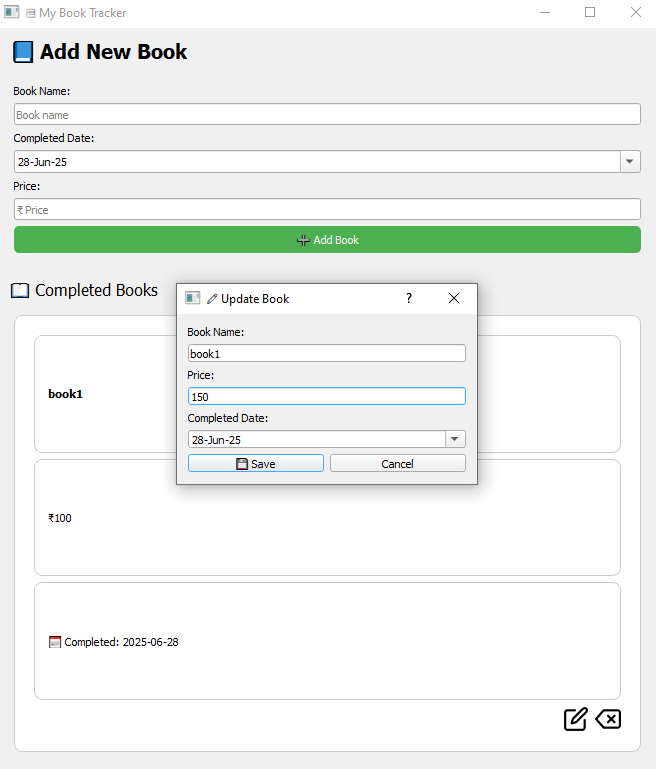 My Book Tracker
Add New Book
Book Name:
Book name
Completed Date:
28-Jun-25
Price:
₹ Price
Add Book
Completed Books
book1
₹100
Completed: 2025-06-28
Update Book
?
Book Name:
book1
Price:
150
Completed Date:
28-Jun-25
Save
Cancel